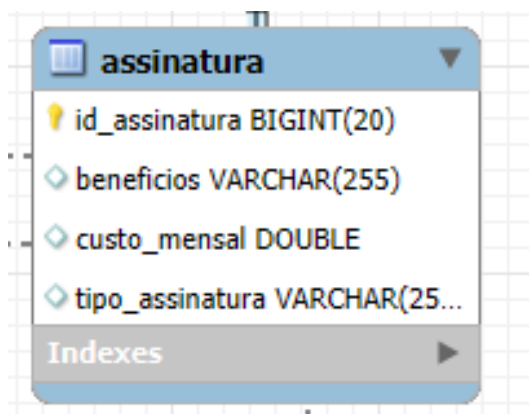 assinatura
id_assinatura BIGINT(20)
beneficios VARCHAR(255)
custo_mensal DOUBLE
tipo_assinatura VARCHAR(25...
Indexes